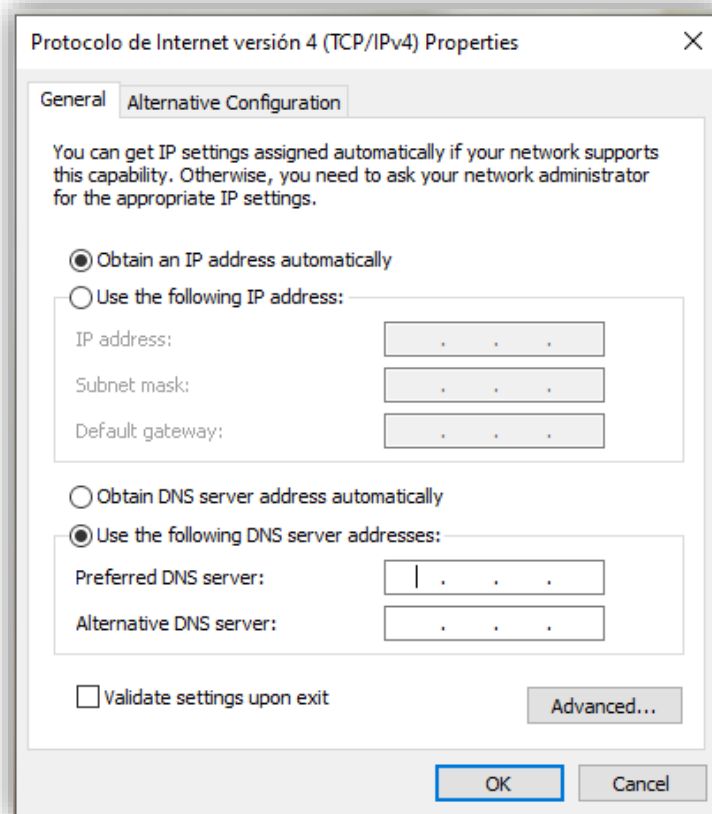 Protocolo de Internet versión 4 (TCP/IPv4) Properties
General
Alternative Configuration
You can get IP settings assigned automatically if your network supports
this capability. Otherwise, you need to ask your network administrator
for the appropriate IP settings.
Obtain an IP address automatically
Use the following IP address:
IP address:
Subnet mask:
Default gateway:
Obtain DNS server address automatically
Use the following DNS server addresses:
Preferred DNS server:
Alternative DNS server:
Validate settings upon exit
Advanced...
OK
Cancel